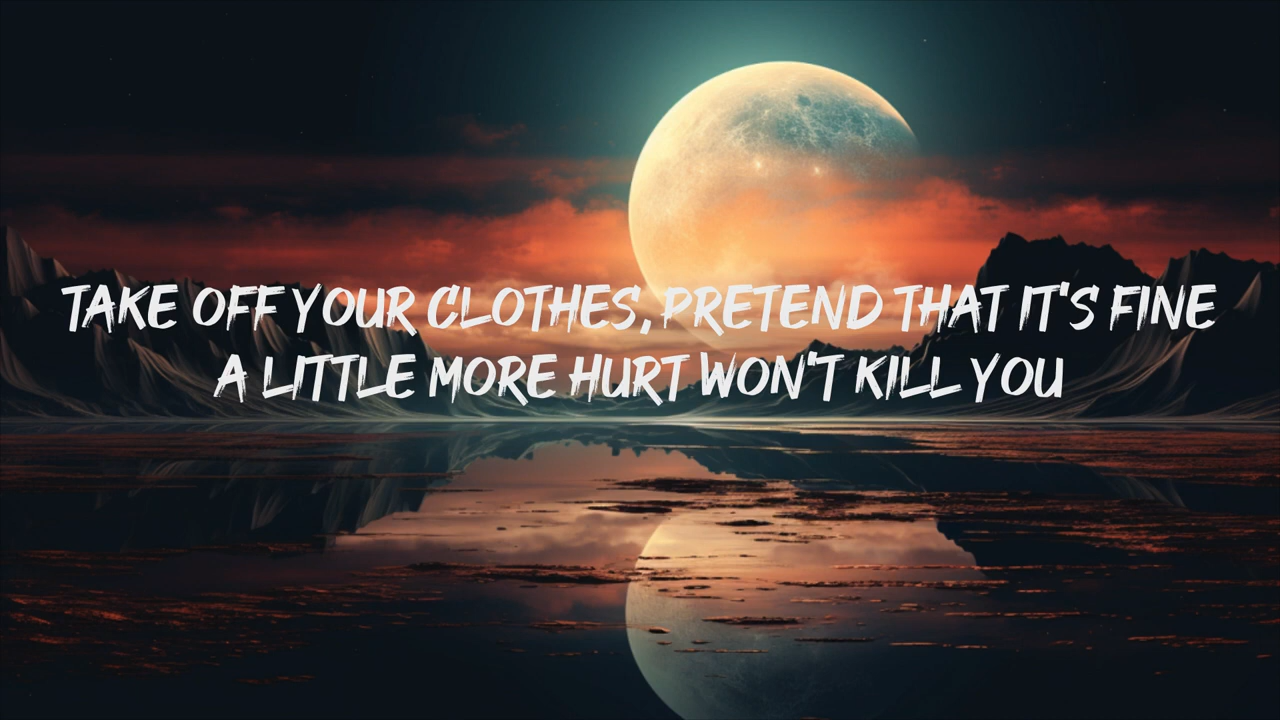 TAKE OFF YOUR CLOTHES, PRETEND THAT IT'S FINE
A LITTLE MORE HURT WON'T KILL YOU